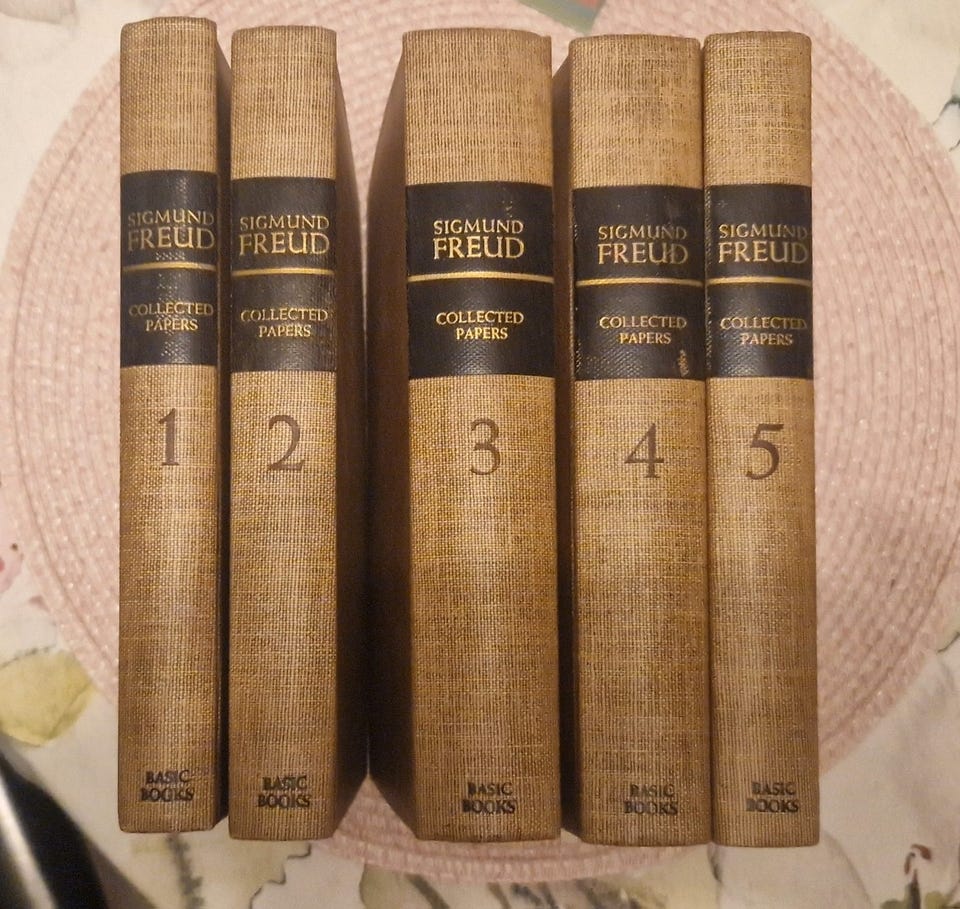 SIGMUND
FREUD
COLLECTED
PAPERS
1
BASIC
BOOKS
SIGMUND
FREUD
COLLECTED
PAPERS
2
BASIC
BOOKS
SIGMUND
FREUD
COLLECTED
PAPERS
3
BASIC
BOOKS
SIGMUND
FREUD
COLLECTED
PAPERS
4
BASIC
BOOKS
SIGMUND
FREUD
COLLECTED
PAPERS
5
BASIC
BOOKS